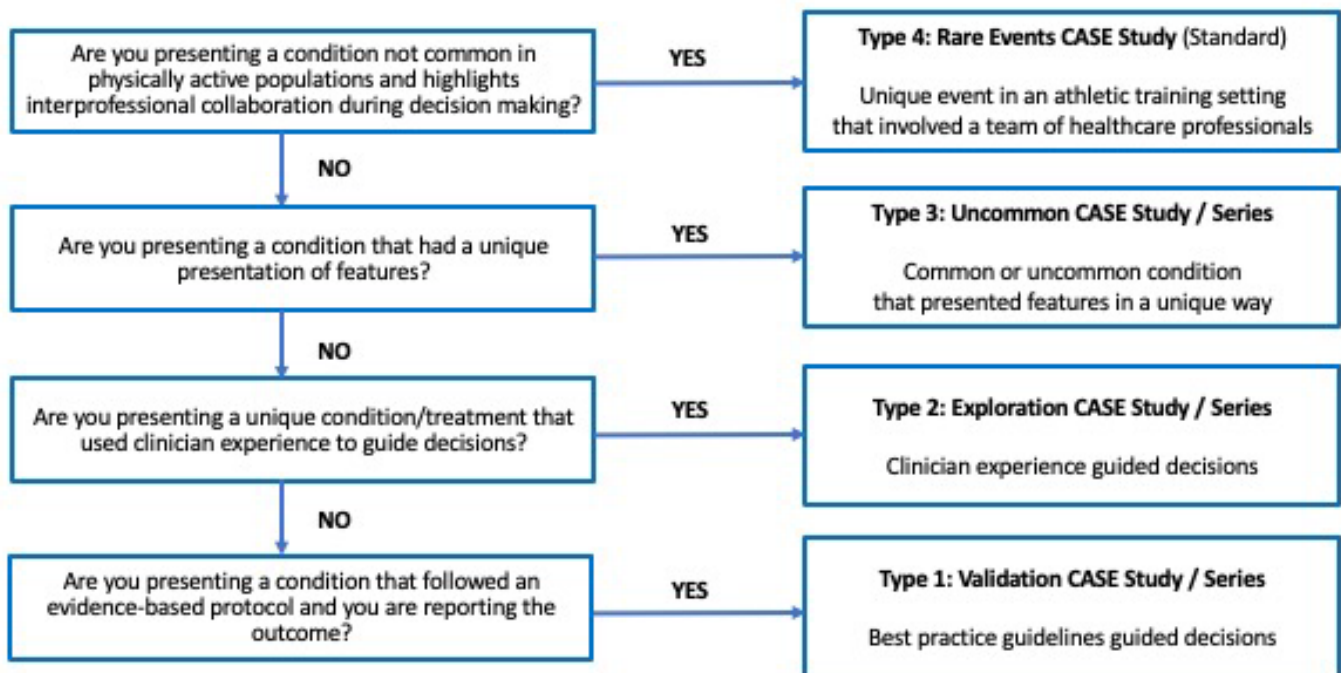 Are you presenting a condition not common in
physically active populations and highlights
interprofessional collaboration during decision making?
YES
Type 4: Rare Events CASE Study (Standard)
Unique event in an athletic training setting
that involved a team of healthcare professionals
NO
Are you presenting a condition that had a unique
presentation of features?
YES
Type 3: Uncommon CASE Study / Series
Common or uncommon condition
that presented features in a unique way
NO
Are you presenting a unique condition/treatment that
used clinician experience to guide decisions?
YES
Type 2: Exploration CASE Study / Series
Clinician experience guided decisions
NO
Are you presenting a condition that followed an
evidence-based protocol and you are reporting the
outcome?
YES
Type 1: Validation CASE Study / Series
Best practice guidelines guided decisions